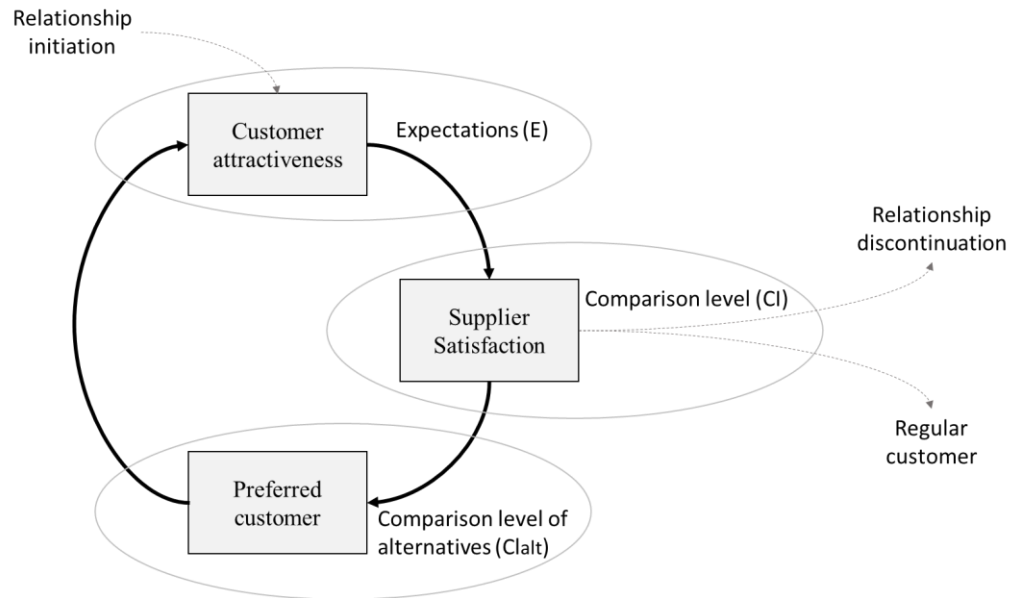 Relationship
initiation
Customer
attractiveness
Expectations (E)
Relationship
discontinuation
Supplier
Satisfaction
Comparison level (CI)
Regular
customer
Preferred
customer
Comparison level of
alternatives (Clalt)